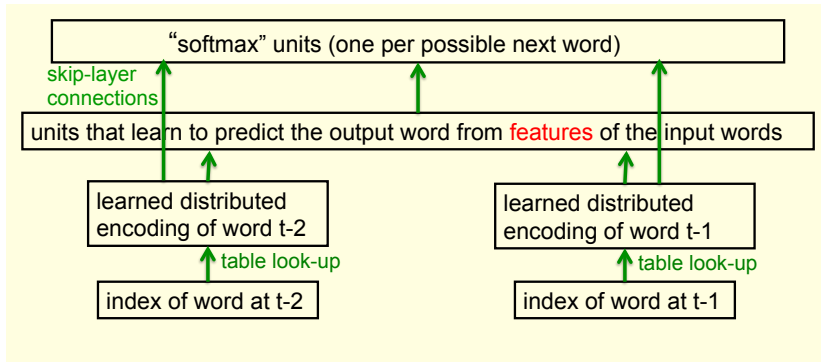 “softmax” units (one per possible next word)
skip-layer
connections
units that learn to predict the output word from features of the input words
learned distributed
encoding of word t-2
learned distributed
encoding of word t-1
table look-up
table look-up
index of word at t-2
index of word at t-1